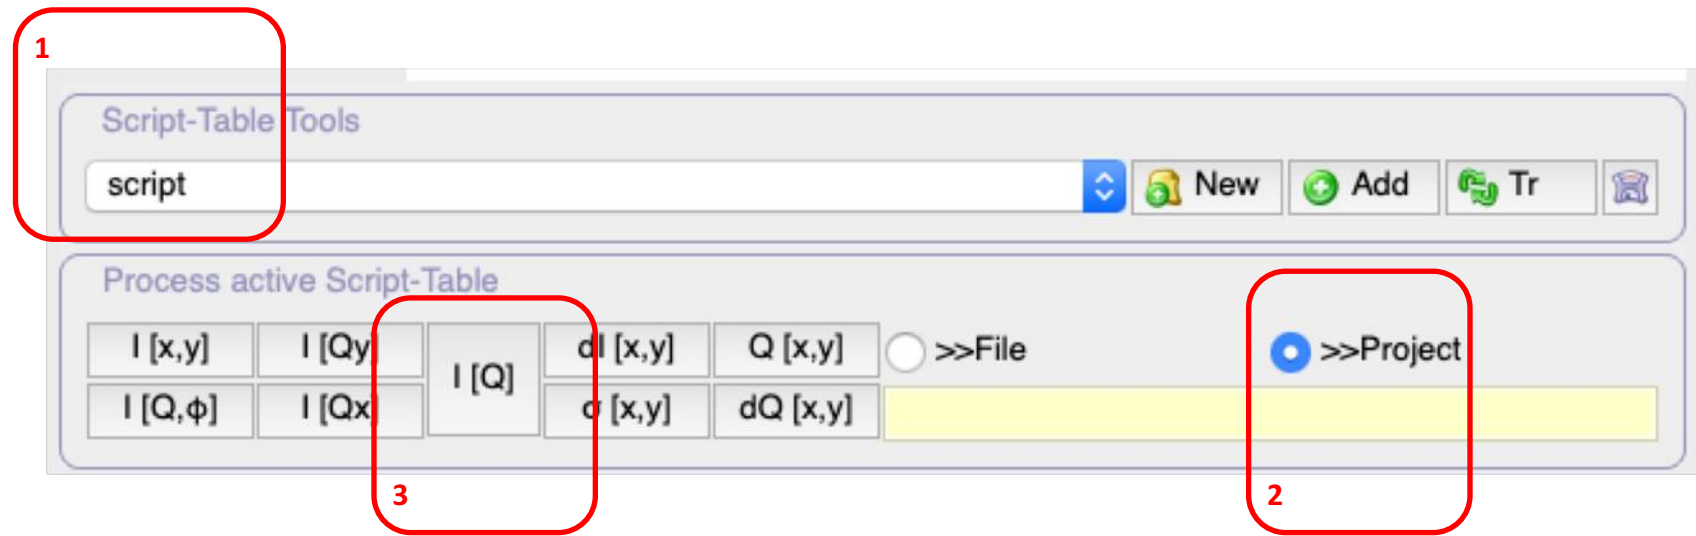 1
Script-Table Tools
script New Add Tr
Process active Script-Table
I [x,y] I [Qy] I [Q] dI [x,y] Q [x,y] >>File >>Project
I [Q,ϕ] I [Qx] σ [x,y] dQ [x,y]
3 2